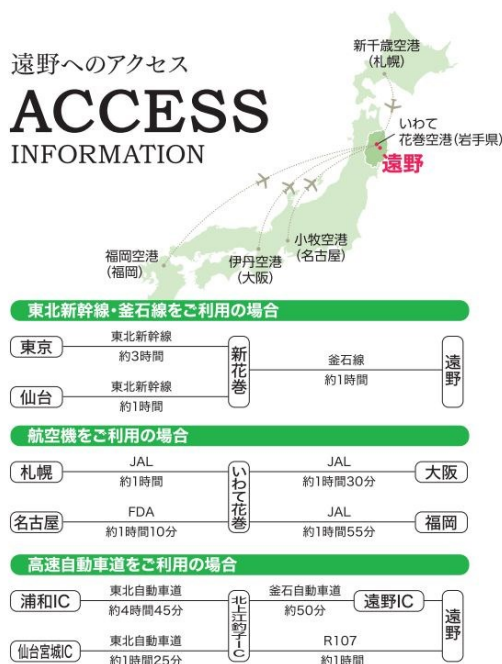 遠野へのアクセス
ACCESS
INFORMATION
新千歳空港
(札幌)
いわて
花巻空港(岩手県)
遠野
福岡空港
(福岡)
伊丹空港
(大阪)
小牧空港
(名古屋)
東北新幹線・釜石線をご利用の場合
東京
東北新幹線
約3時間
仙台
東北新幹線
約1時間
新花巻
釜石線
約1時間
遠野
航空機をご利用の場合
札幌
JAL
約1時間
名古屋
FDA
約1時間10分
いわて花巻
JAL
約1時間30分
大阪
JAL
約1時間55分
福岡
高速自動車道をご利用の場合
浦和IC
東北自動車道
約4時間45分
仙台宮城IC
東北自動車道
約1時間25分
北上江釣子IC
釜石自動車道
約50分
遠野IC
R107
約1時間
遠野